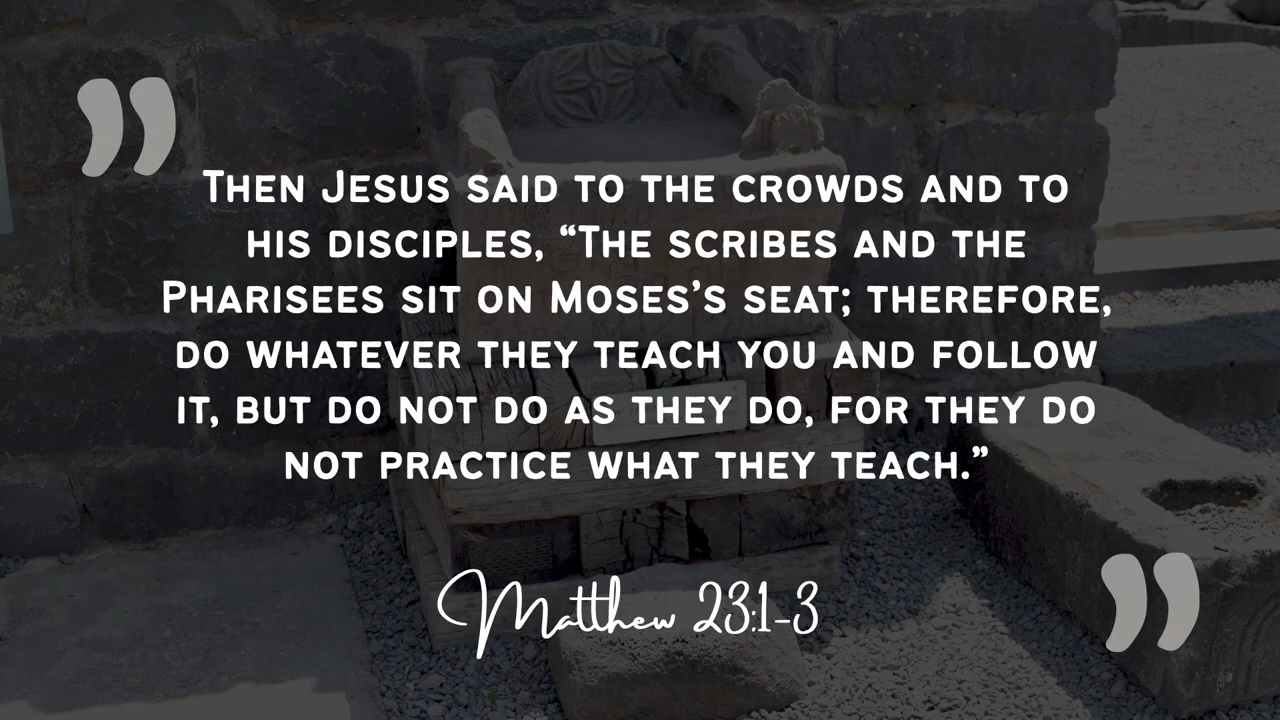 Then Jesus said to the crowds and to
his disciples, “The scribes and the
Pharisees sit on Moses’s seat; therefore,
do whatever they teach you and follow
it, but do not do as they do, for they do
not practice what they teach.”
Matthew 23:1-3